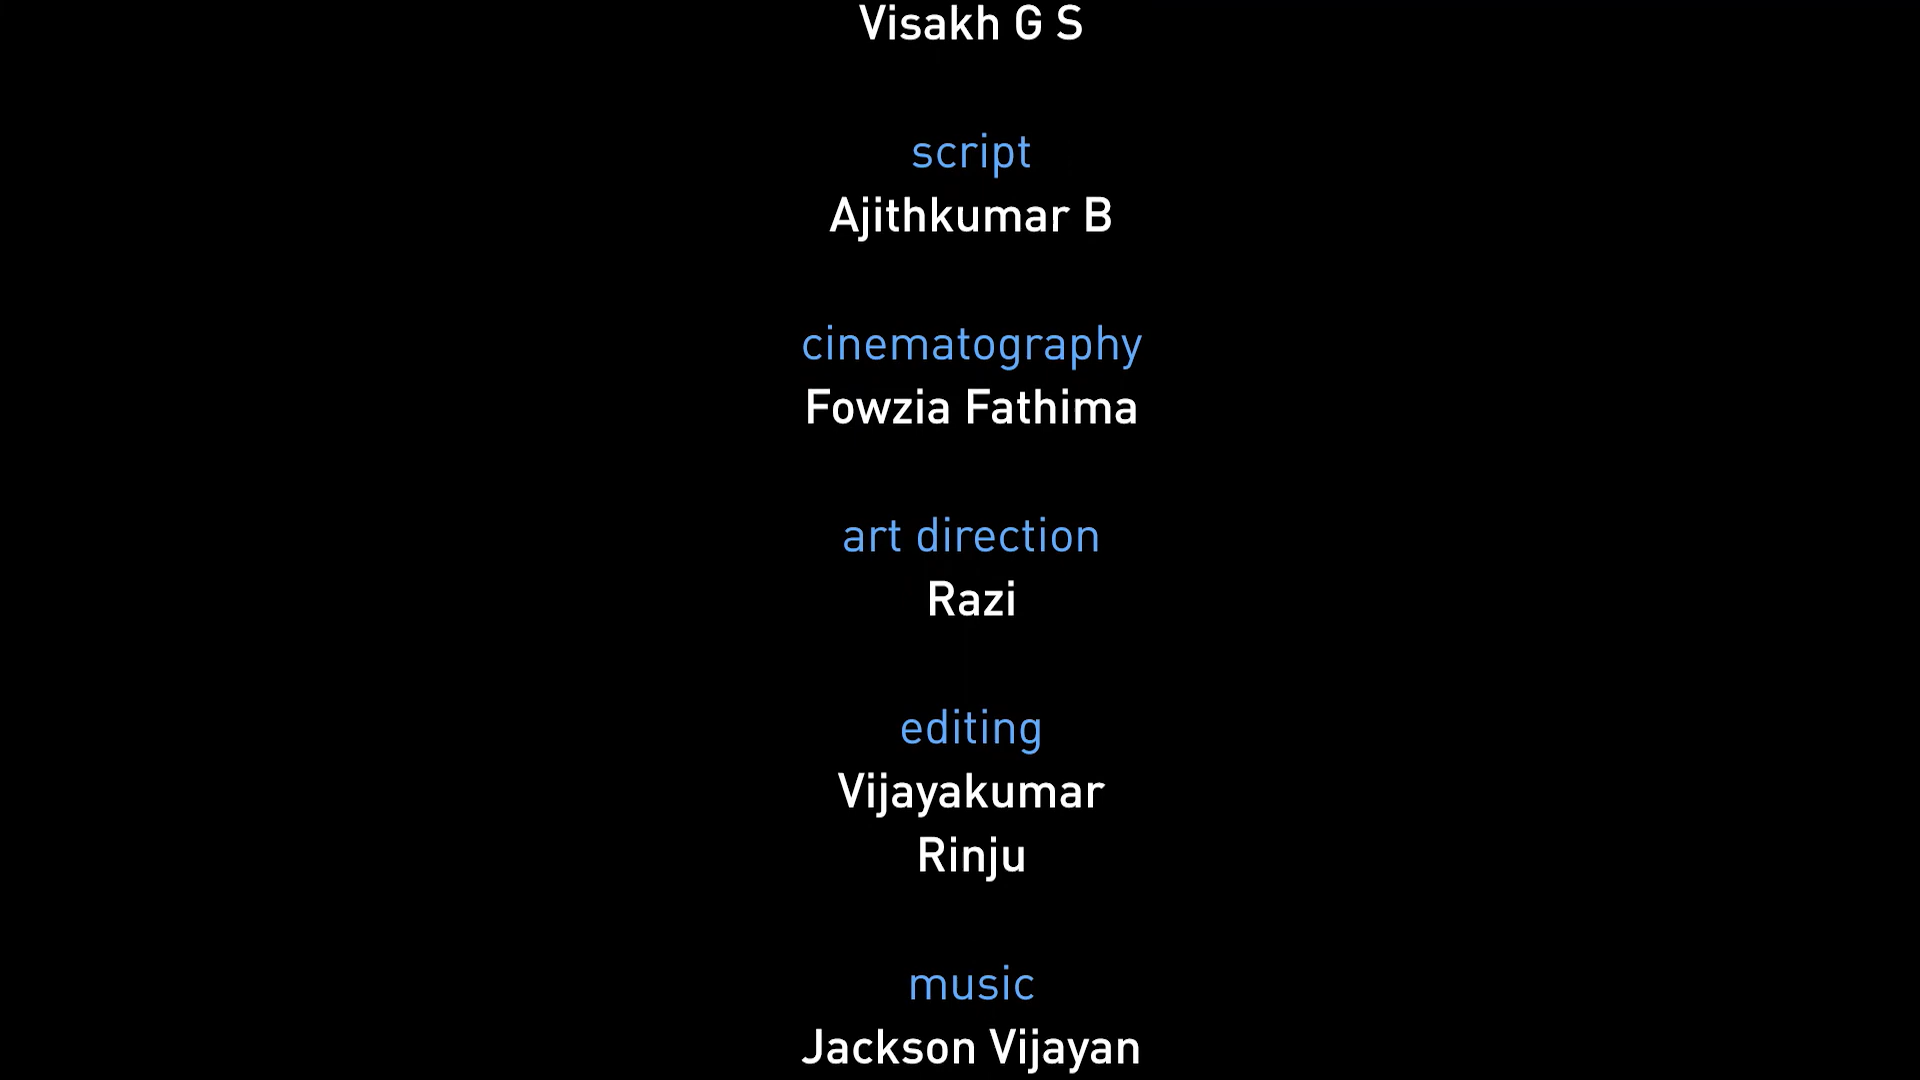 Visakh G S
script
Ajithkumar B
cinematography
Fowzia Fathima
art direction
Razi
editing
Vijayakumar
Rinju
music
Jackson Vijayan